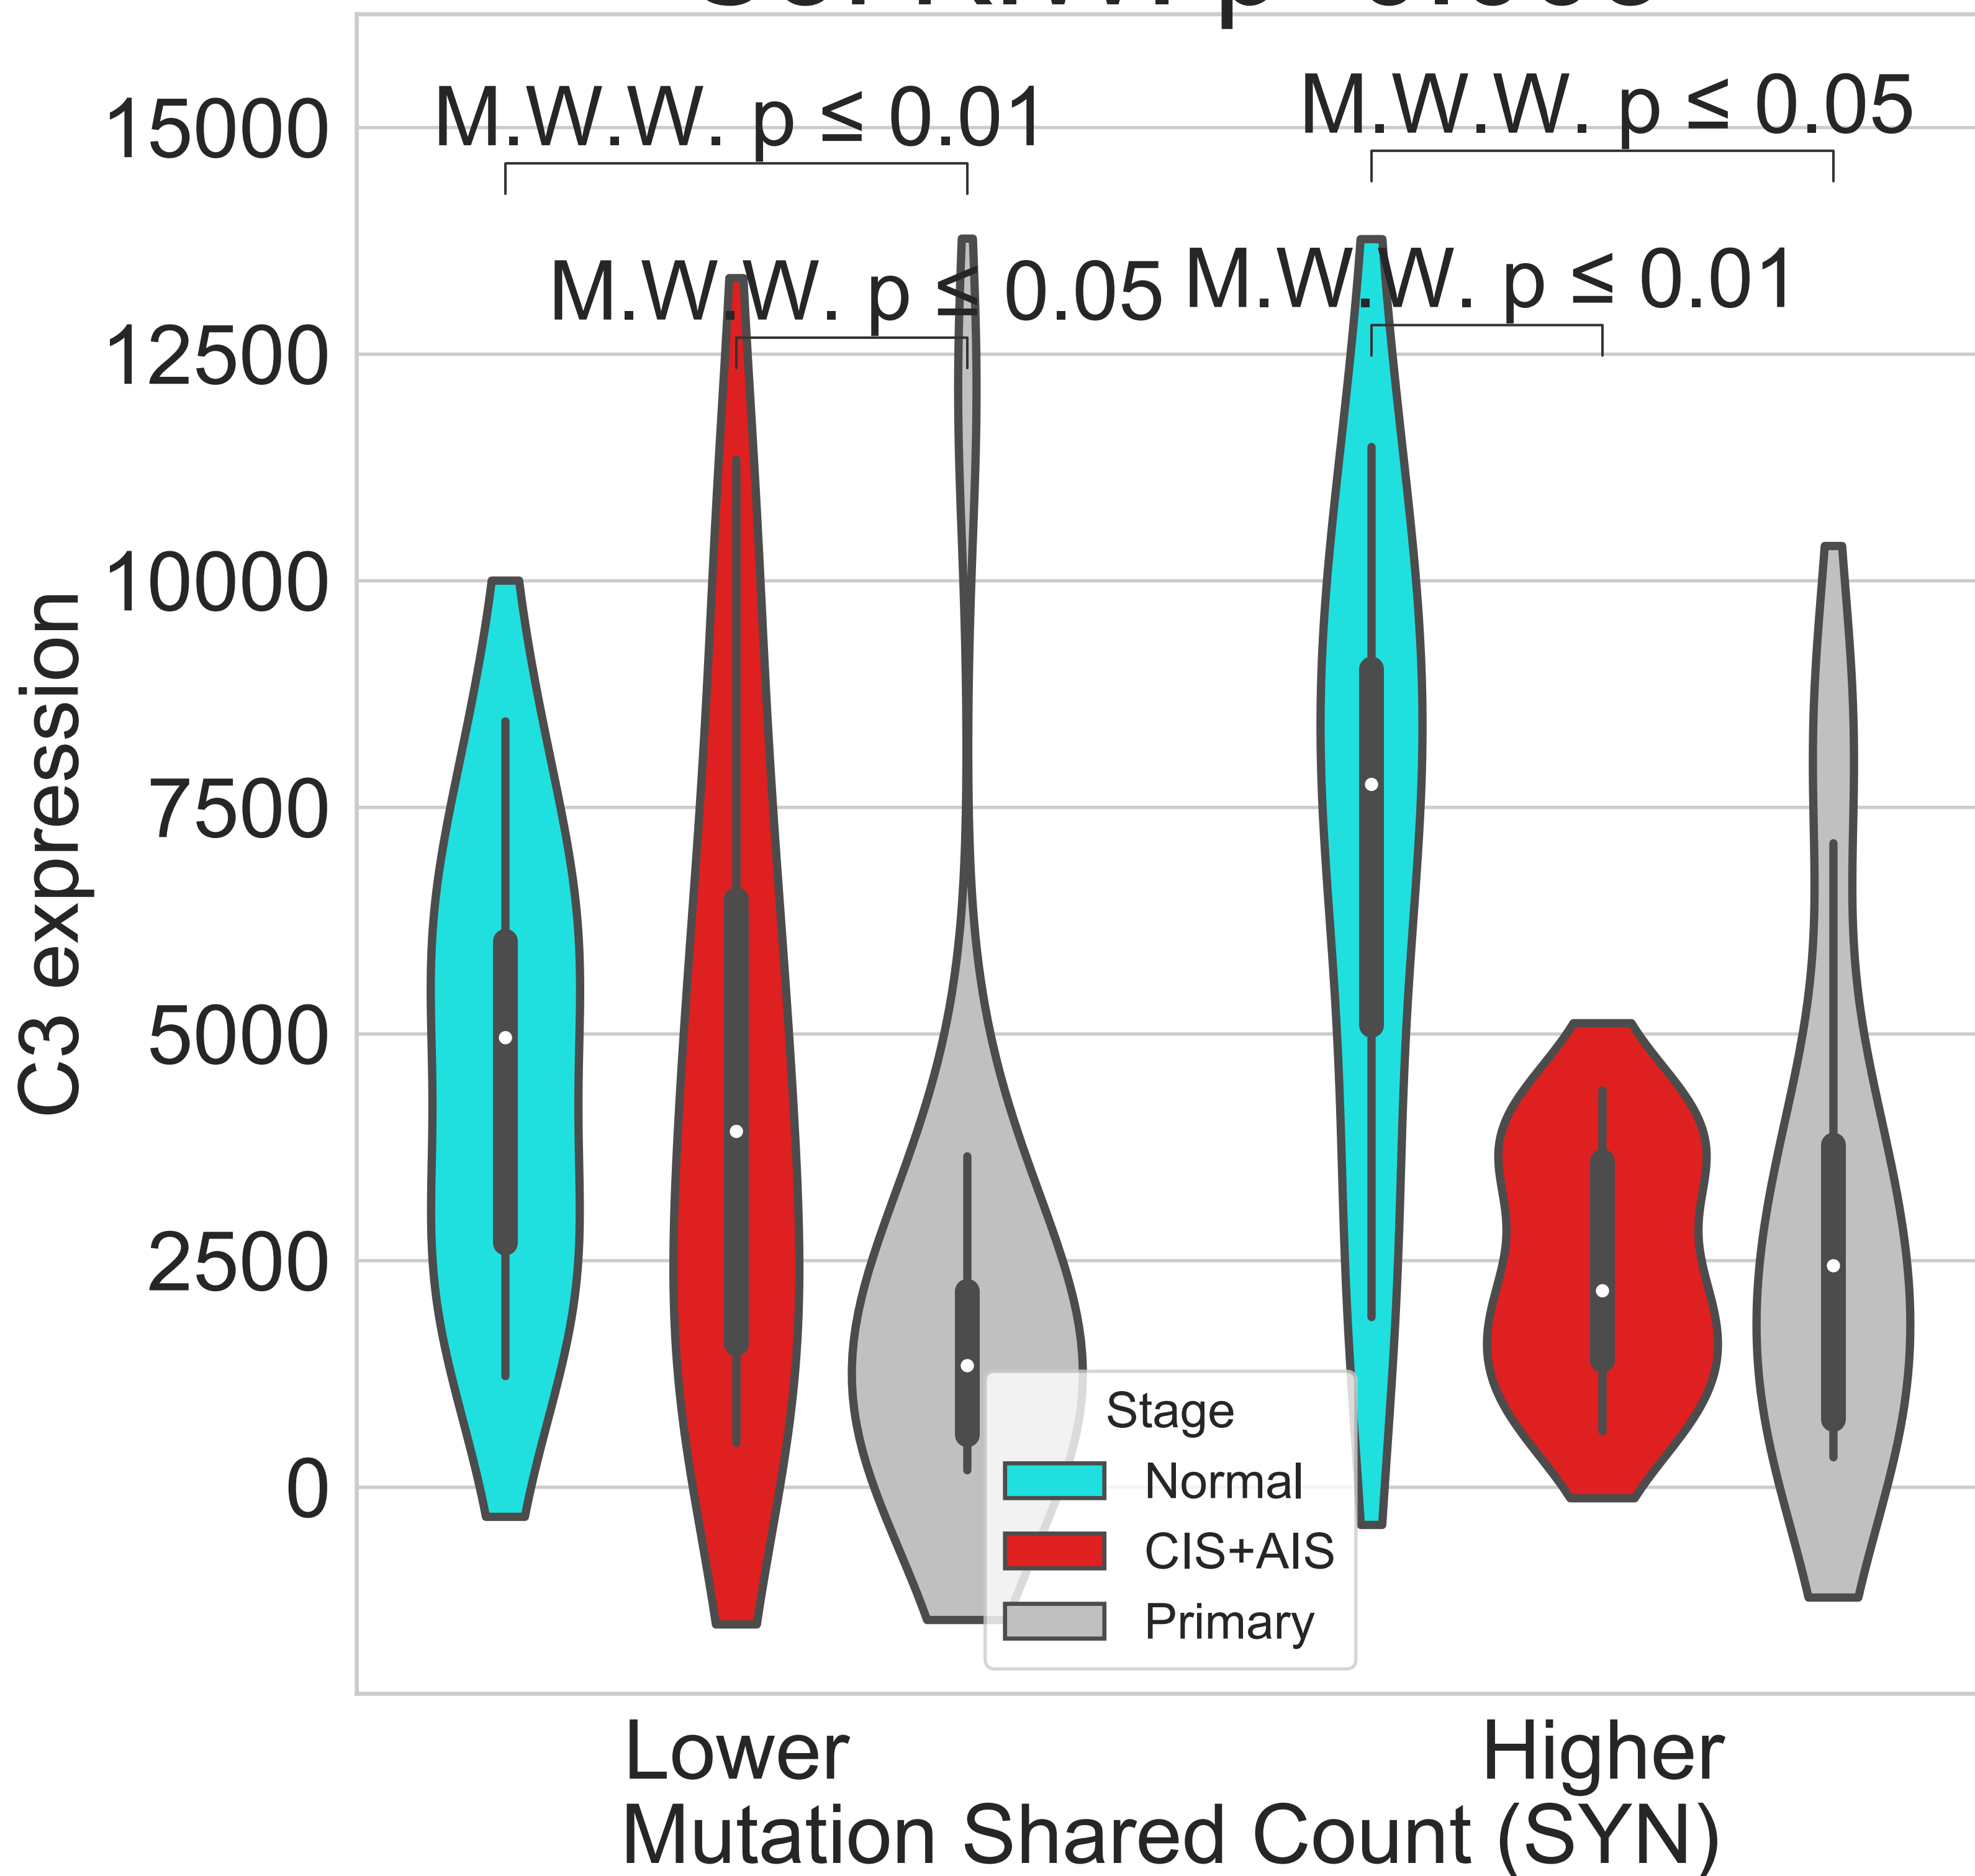 M.W.W. p ≤ 0.01
M.W.W. p ≤ 0.05
M.W.W. p ≤ 0.05
M.W.W. p ≤ 0.01
15000
12500
10000
7500
5000
2500
0
C3 expression
Stage
Normal
CIS+AIS
Primary
Lower
Higher
Mutation Shared Count (SYN)